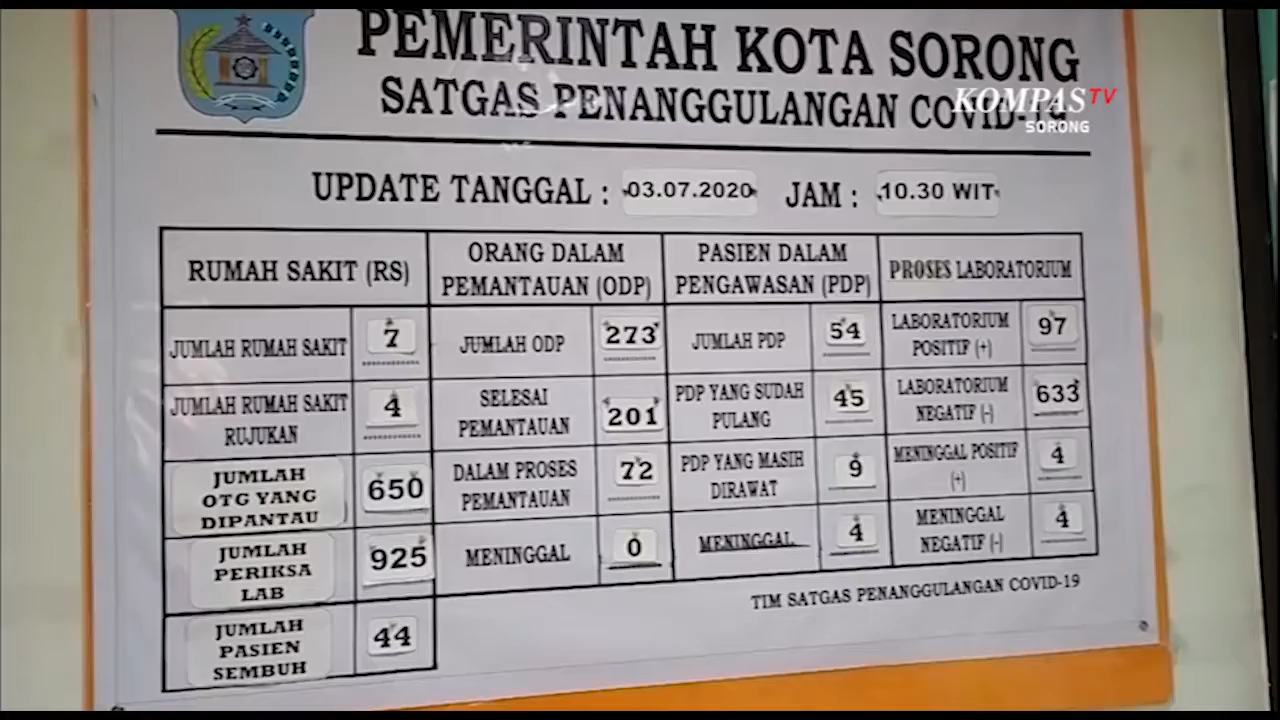 PEMERINTAH KOTA SORONG
SATGAS PENANGGULANGAN COVID-19
KOMPASTV
SORONG
UPDATE TANGGAL : 03.07.2020 JAM : 10.30 WIT
RUMAH SAKIT (RS)
JUMLAH RUMAH SAKIT 7
JUMLAH RUMAH SAKIT
RUJUKAN 4
JUMLAH
OTG YANG
DIPANTAU 650
JUMLAH
PERIKSA
LAB 925
JUMLAH
PASIEN
SEMBUH 44
ORANG DALAM
PEMANTAUAN (ODP)
JUMLAH ODP 273
SELESAI
PEMANTAUAN 201
DALAM PROSES
PEMANTAUAN 72
MENINGGAL 0
PASIEN DALAM
PENGAWASAN (PDP)
JUMLAH PDP 54
PDP YANG SUDAH
PULANG 45
PDP YANG MASIH
DIRAWAT 9
MENINGGAL 4
PROSES LABORATORIUM
LABORATORIUM
POSITIF (+) 97
LABORATORIUM
NEGATIF (-) 633
MENINGGAL POSITIF
(+) 4
MENINGGAL
NEGATIF (-) 4
TIM SATGAS PENANGGULANGAN COVID-19